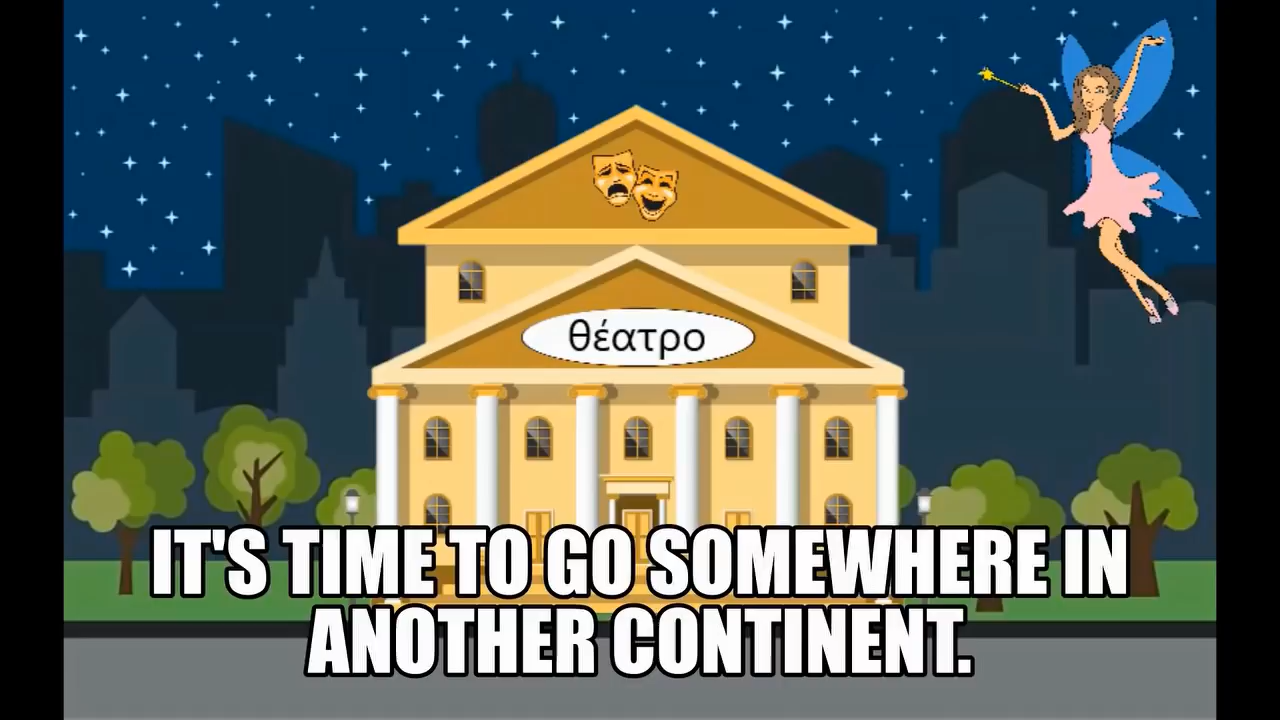 θέατρο
IT'S TIME TO GO SOMEWHERE IN
ANOTHER CONTINENT.